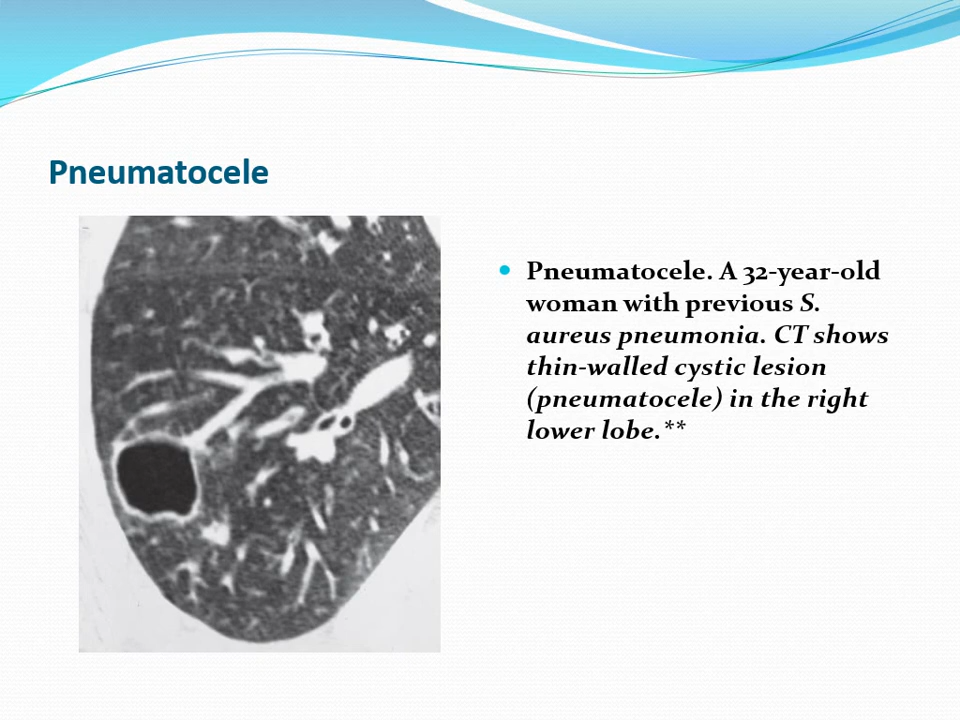 Pneumatocele
Pneumatocele. A 32-year-old
woman with previous S.
aureus pneumonia. CT shows
thin-walled cystic lesion
(pneumatocele) in the right
lower lobe.**